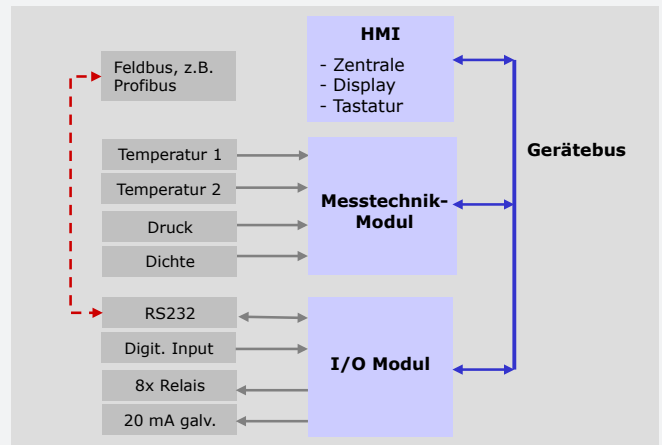 HMI
- Zentrale
- Display
- Tastatur
Feldbus, z.B.
Profibus
Gerätebus
Temperatur 1
Temperatur 2
Druck
Dichte
Messtechnik-
Modul
RS232
Digit. Input
8x Relais
20 mA galv.
I/O Modul